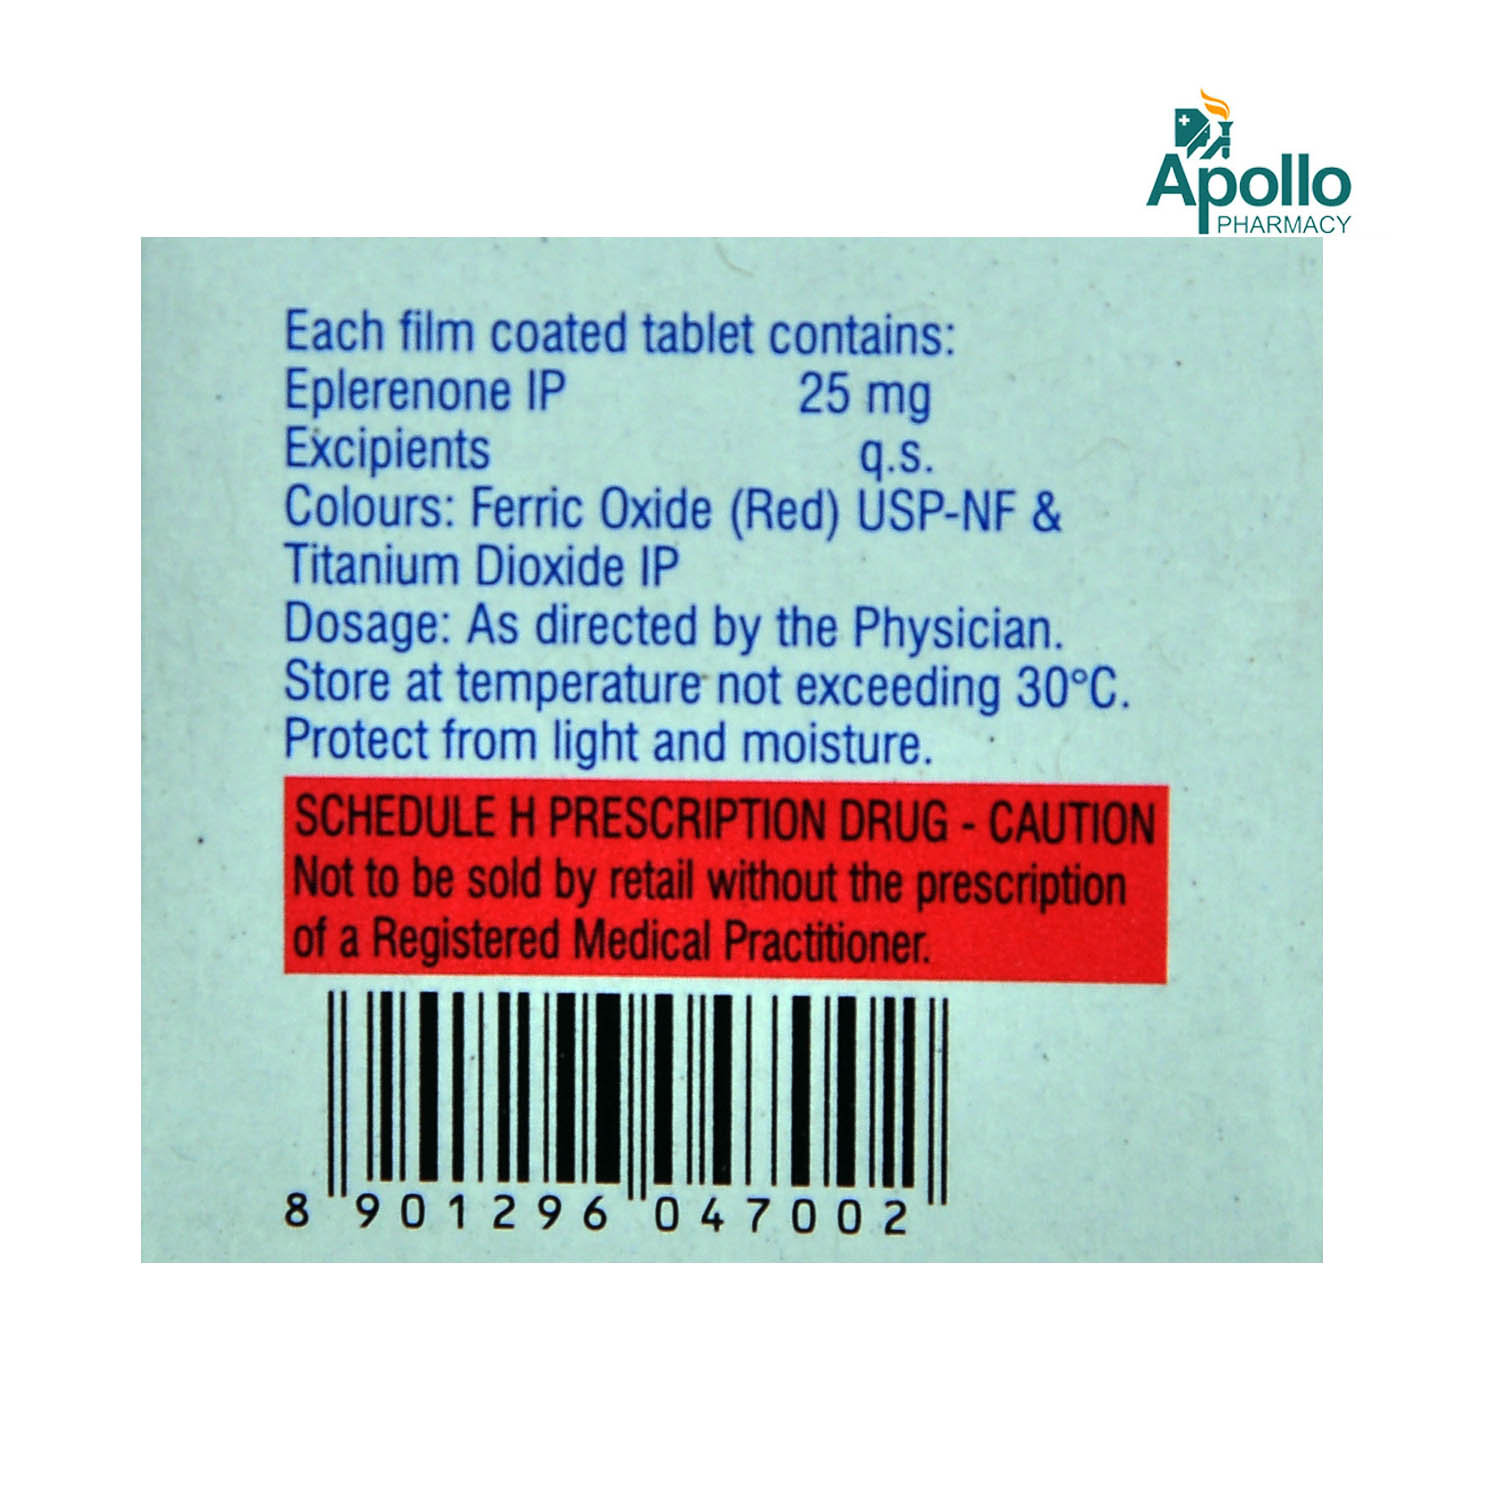 Apollo
PHARMACY
Each film coated tablet contains:
Eplerenone IP 25 mg
Excipients q.s.
Colours: Ferric Oxide (Red) USP-NF &
Titanium Dioxide IP
Dosage: As directed by the Physician.
Store at temperature not exceeding 30°C.
Protect from light and moisture.
SCHEDULE H PRESCRIPTION DRUG - CAUTION
Not to be sold by retail without the prescription
of a Registered Medical Practitioner.
8 901296 047002